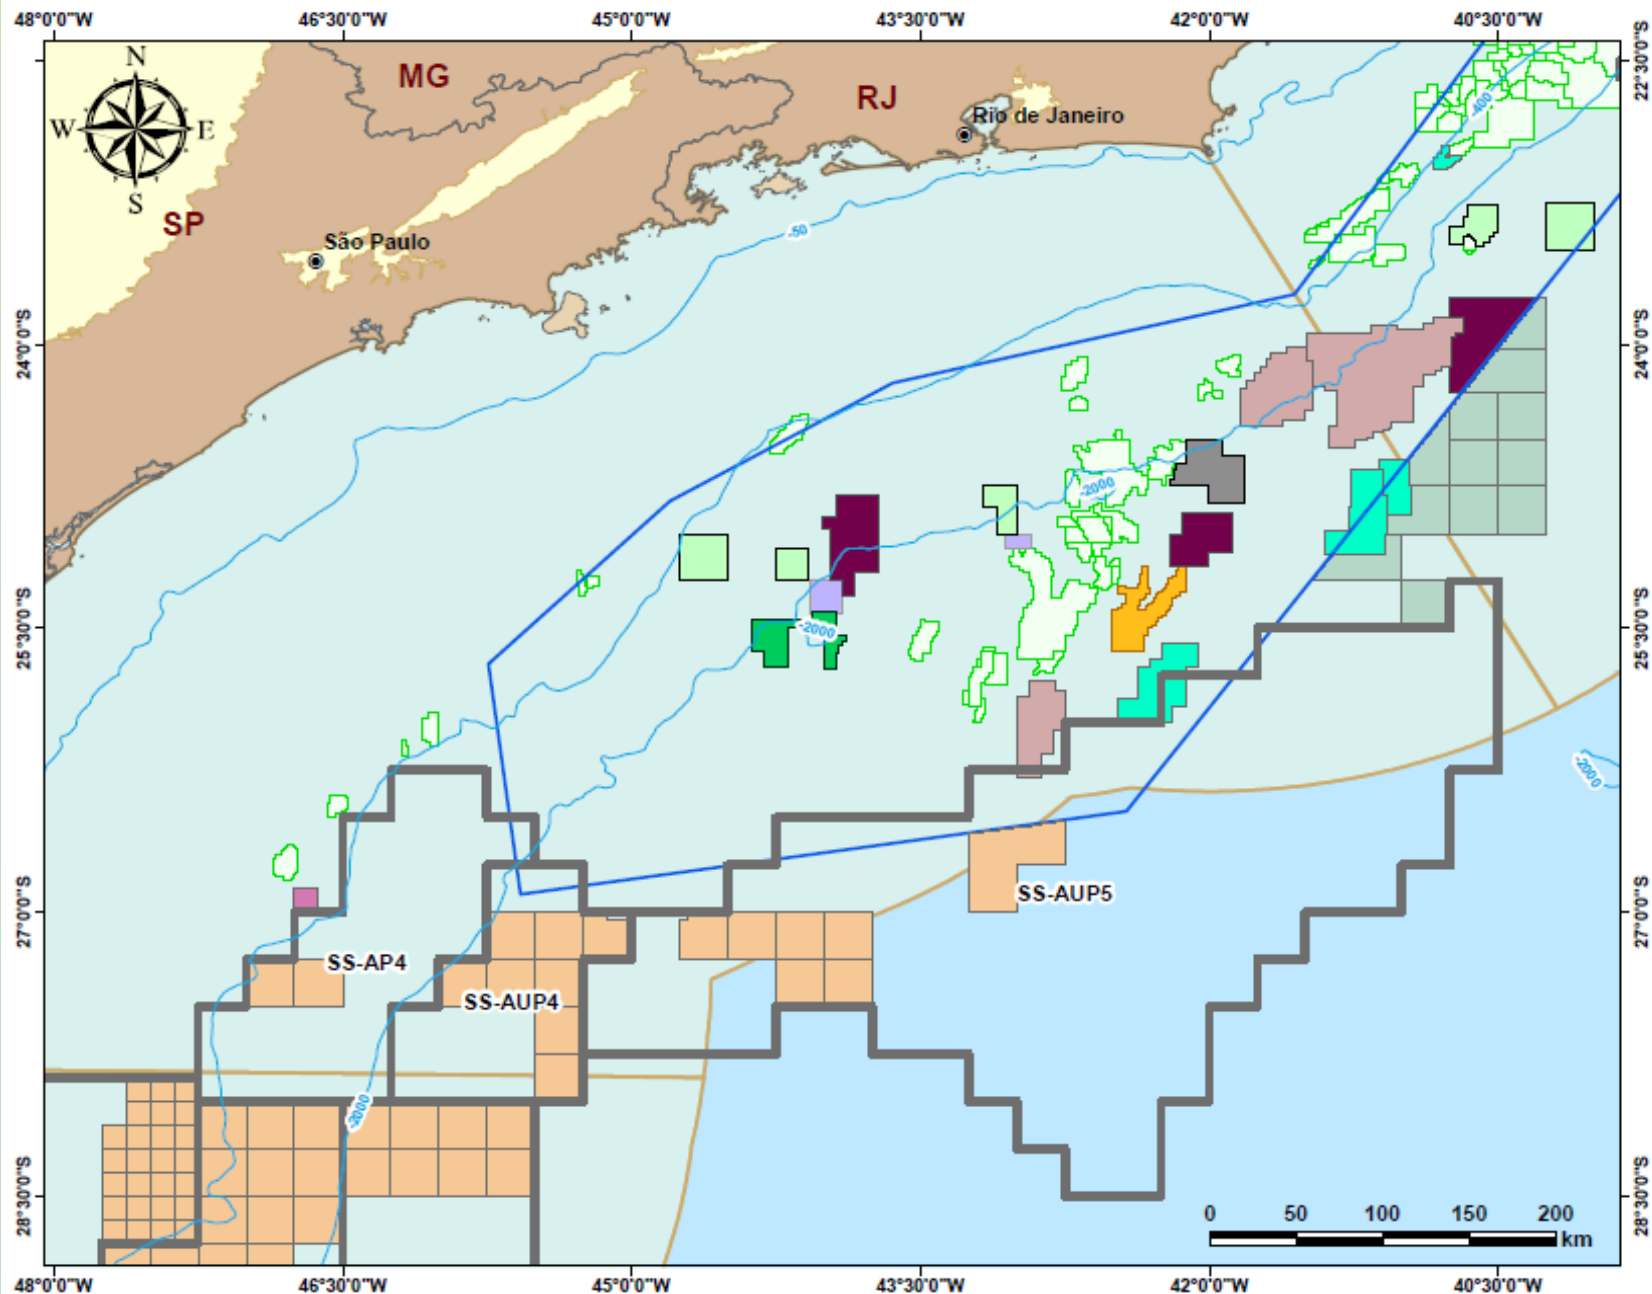 48°0'0"W 46°30'0"W 45°0'0"W 43°30'0"W 42°0'0"W 40°30'0"W
22°30'0"S
N
W E
S
MG
RJ
Rio de Janeiro
SP
São Paulo
-50
-400
24°0'0"S 24°0'0"S
-2000
-2000
25°30'0"S 25°30'0"S
-2000
SS-AUP5
27°0'0"S 27°0'0"S
SS-AP4
SS-AUP4
-2000
28°30'0"S 28°30'0"S
0 50 100 150 200
km
48°0'0"W 46°30'0"W 45°0'0"W 43°30'0"W 42°0'0"W 40°30'0"W